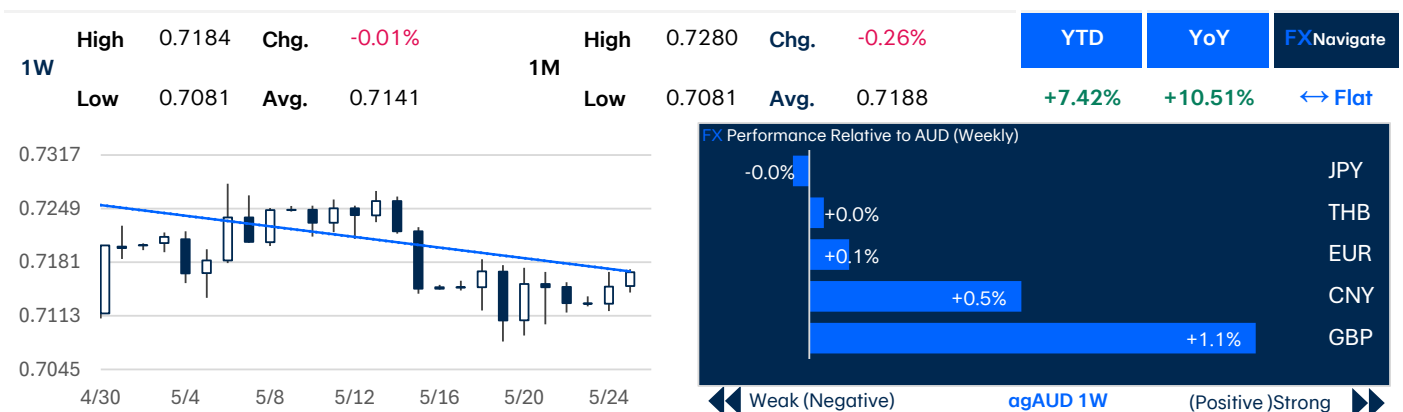 High 0.7184 Chg. -0.01% High 0.7280 Chg. -0.26% YTD YoY FXNavigate
1W 1M
Low 0.7081 Avg. 0.7141 Low 0.7081 Avg. 0.7188 +7.42% +10.51% ↔ Flat
0.7317
0.7249
0.7181
0.7113
0.7045
4/30 5/4 5/8 5/12 5/16 5/20 5/24
FX Performance Relative to AUD (Weekly)
-0.0% JPY
+0.0% THB
+0.1% EUR
+0.5% CNY
+1.1% GBP
Weak (Negative) agAUD 1W (Positive )Strong